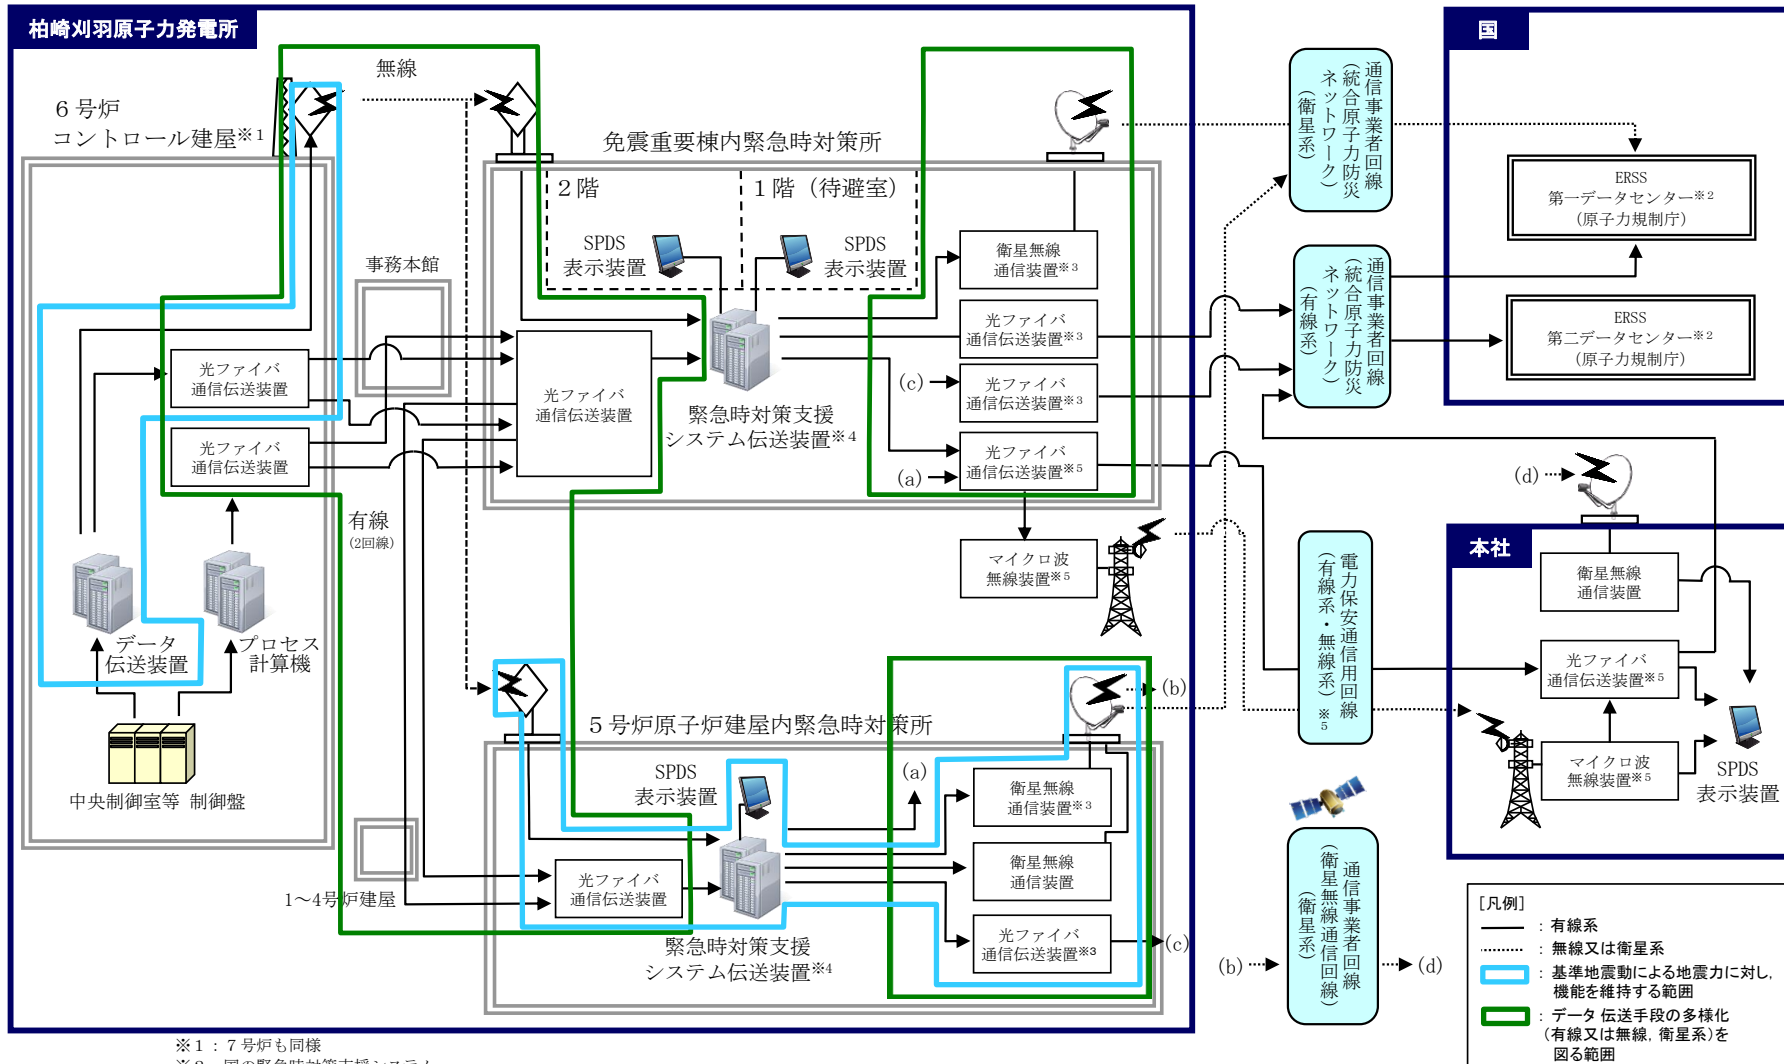 柏崎刈羽原子力発電所
6号炉
コントロール建屋※1
無線
事務本館
光ファイバ
通信伝送装置
光ファイバ
通信伝送装置
有線
(2回線)
データ
伝送装置
プロセス
計算機
中央制御室等 制御盤
1～4号炉建屋
免震重要棟内緊急時対策所
2階
1階（待避室）
SPDS
表示装置
SPDS
表示装置
光ファイバ
通信伝送装置
緊急時対策支援
システム伝送装置※4
衛星無線
通信装置※3
光ファイバ
通信伝送装置※3
(c)
光ファイバ
通信伝送装置※3
(a)
光ファイバ
通信伝送装置※5
マイクロ波
無線装置※5
5号炉原子炉建屋内緊急時対策所
SPDS
表示装置
光ファイバ
通信伝送装置
緊急時対策支援
システム伝送装置※4
(a)
(b)
衛星無線
通信装置※3
衛星無線
通信装置
光ファイバ
通信伝送装置※3
(c)
通信事業者回線
（統合原子力防災
ネットワーク）
（衛星系）
通信事業者回線
（統合原子力防災
ネットワーク）
（有線系）
電力保安通信用回線
（有線系・無線系）※5
通信事業者回線
（衛星無線通信回線）
（衛星系）
(b)
(d)
国
ERSS
第一データセンター※2
(原子力規制庁)
ERSS
第二データセンター※2
(原子力規制庁)
(d)
本社
衛星無線
通信装置
光ファイバ
通信伝送装置※5
マイクロ波
無線装置※5
SPDS
表示装置
[凡例]
：有線系
：無線又は衛星系
：基準地震動による地震力に対し,
機能を維持する範囲
：データ伝送手段の多様化
(有線又は無線, 衛星系)を
図る範囲
※1：7号炉も同様